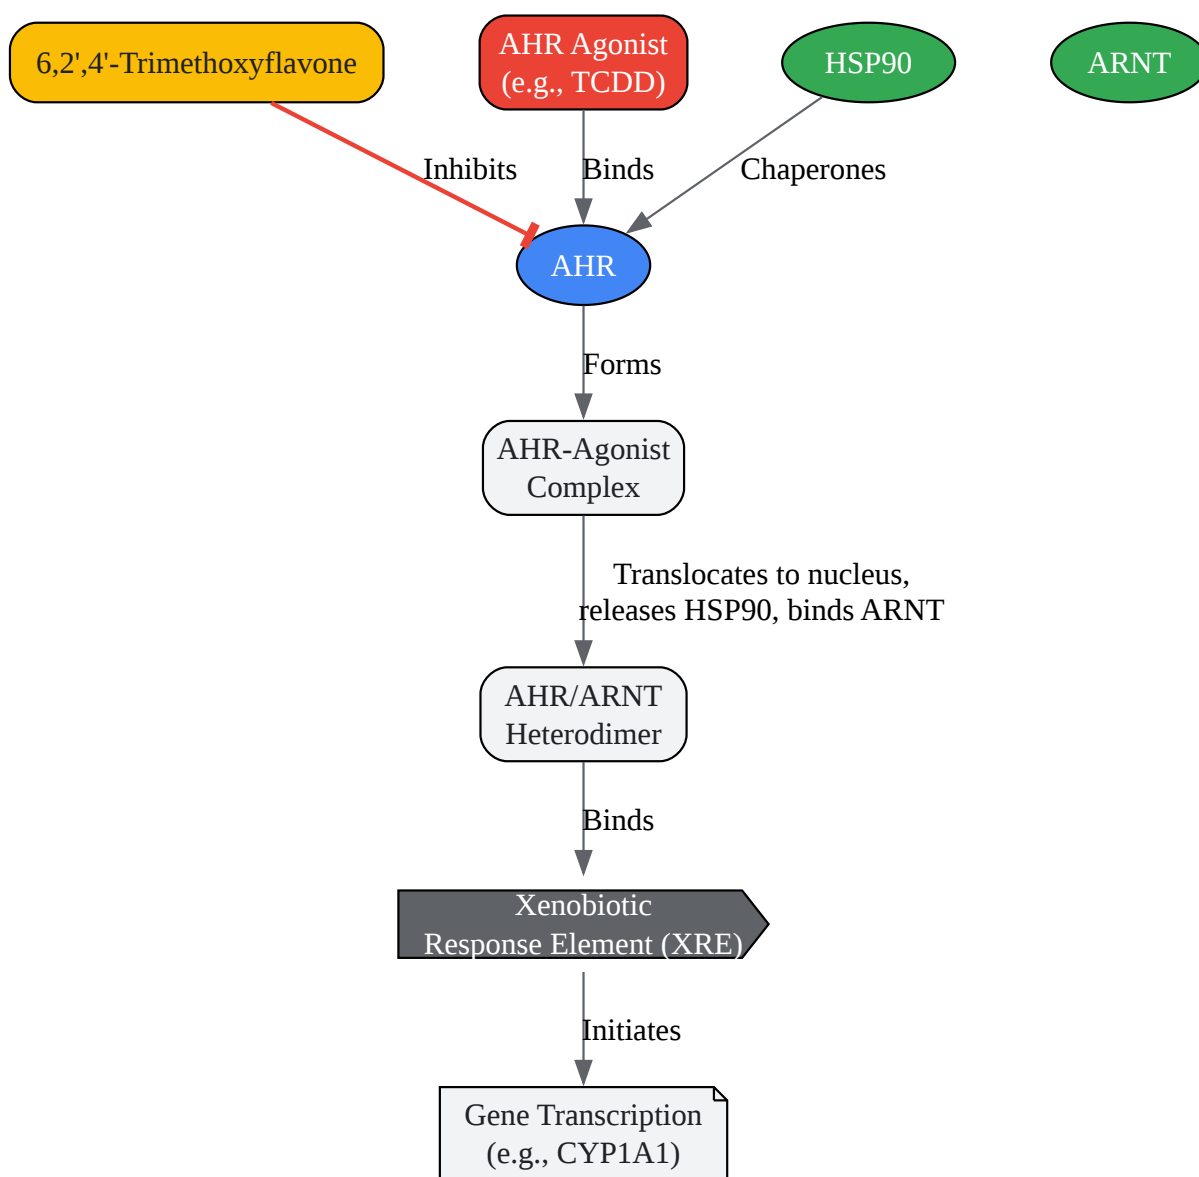 6,2',4'-Trimethoxyflavone
AHR Agonist
(e.g., TCDD)
HSP90
ARNT
Inhibits
Binds
Chaperones
AHR
Forms
AHR-Agonist
Complex
Translocates to nucleus,
releases HSP90, binds ARNT
AHR/ARNT
Heterodimer
Binds
Xenobiotic
Response Element (XRE)
Initiates
Gene Transcription
(e.g., CYP1A1)